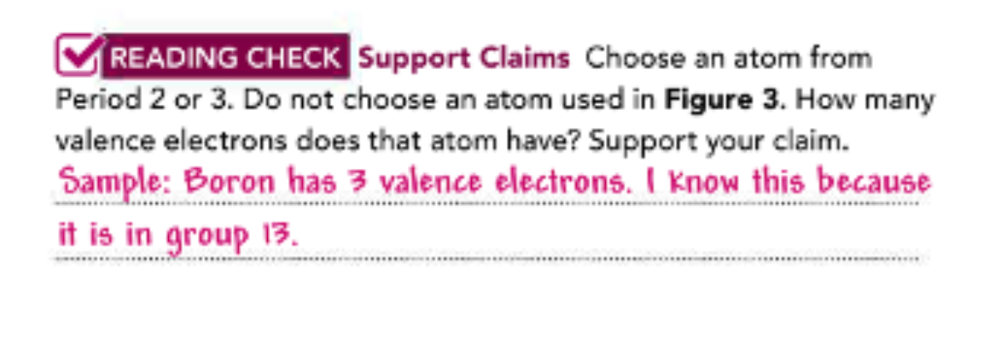 READING CHECK Support Claims Choose an atom from
Period 2 or 3. Do not choose an atom used in Figure 3. How many
valence electrons does that atom have? Support your claim.
Sample: Boron has 3 valence electrons. I know this because
it is in group 13.